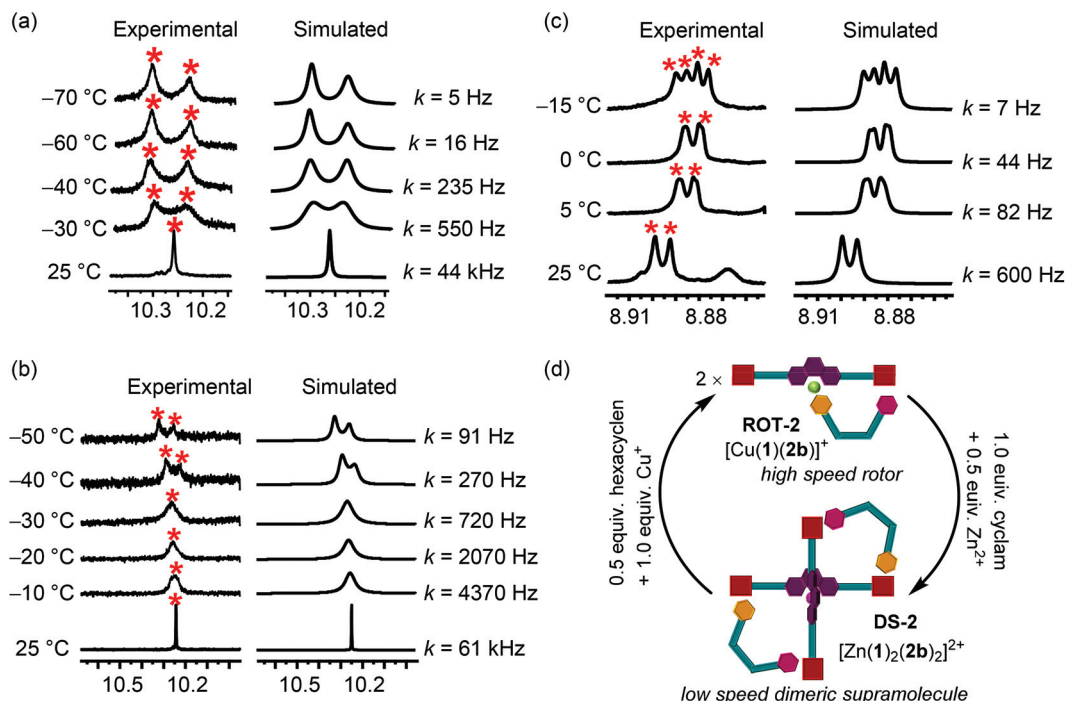 (a)
Experimental Simulated
–70 °C k = 5 Hz
–60 °C k = 16 Hz
–40 °C k = 235 Hz
–30 °C k = 550 Hz
25 °C k = 44 kHz
10.3 10.2 10.3 10.2
(b)
Experimental Simulated
–50 °C k = 91 Hz
–40 °C k = 270 Hz
–30 °C k = 720 Hz
–20 °C k = 2070 Hz
–10 °C k = 4370 Hz
25 °C k = 61 kHz
10.5 10.2 10.5 10.2
(c)
Experimental Simulated
–15 °C k = 7 Hz
0 °C k = 44 Hz
5 °C k = 82 Hz
25 °C k = 600 Hz
8.91 8.88 8.91 8.88
(d)
2 ×
ROT-2
[Cu(1)(2b)]⁺
high speed rotor
1.0 euiv. cyclam
+ 0.5 euiv. Zn²⁺
0.5 equiv. hexacyclen
+ 1.0 equiv. Cu⁺
DS-2
[Zn(1)₂(2b)₂]²⁺
low speed dimeric supramolecule